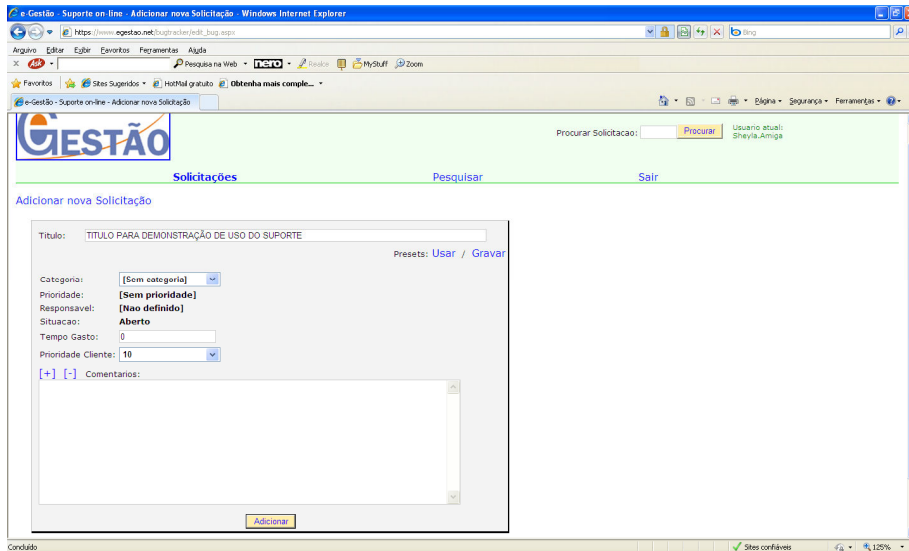 e-Gestão - Suporte on-line - Adicionar nova Solicitação - Windows Internet Explorer
https://www.egestao.net/bugtracker/edit_bug.aspx
Bing
Arquivo Editar Exibir Favoritos Ferramentas Ajuda
Ask Pesquisa na Web nero Realce MyStuff Zoom
Favoritos Sites Sugeridos HotMail gratuito Obtenha mais comple...
e-Gestão - Suporte on-line - Adicionar nova Solicitação
Página Segurança Ferramentas
eGESTÃO
Procurar Solicitacao: Procurar
Usuario atual:
Sheyla.Amiga
Solicitações Pesquisar Sair
Adicionar nova Solicitação
Titulo: TITULO PARA DEMONSTRAÇÃO DE USO DO SUPORTE
Presets: Usar / Gravar
Categoria: [Sem categoria]
Prioridade: [Sem prioridade]
Responsavel: [Nao definido]
Situacao: Aberto
Tempo Gasto: 0
Prioridade Cliente: 10
[+] [-] Comentarios:
Adicionar
Concluído Sites confiáveis 125%